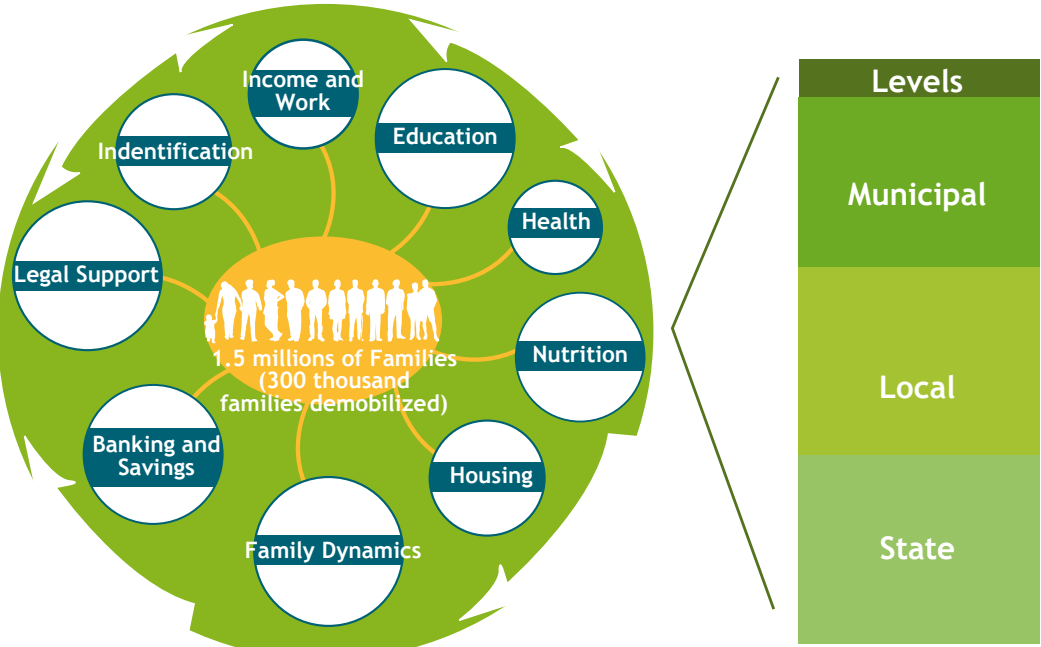 Income and
Work
Education
Indentification
Health
Legal Support
Nutrition
1.5 millions of Families
(300 thousand
families demobilized)
Banking and
Savings
Housing
Family Dynamics
Levels
Municipal
Local
State